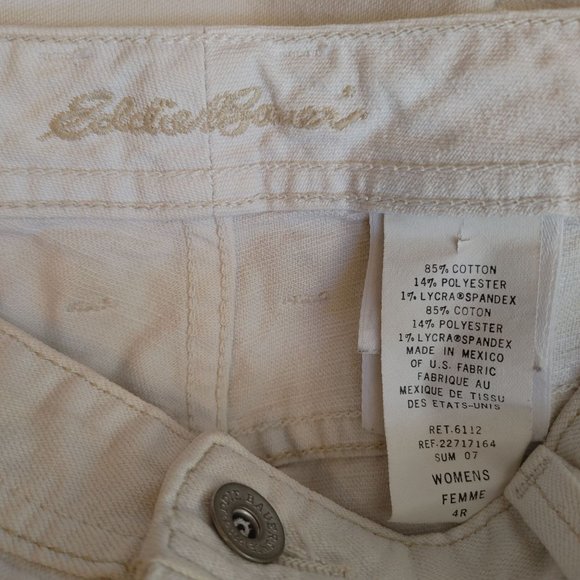 Eddie Bauer
85% COTTON
14% POLYESTER
1% LYCRA®SPANDEX
85% COTON
14% POLYESTER
1% LYCRA®SPANDEX
MADE IN MEXICO
OF U.S. FABRIC
FABRIQUE AU
MEXIQUE DE TISSU
DES ETATS-UNIS
RET.6112
REF.22717164
SUM 07
WOMENS
FEMME
4R